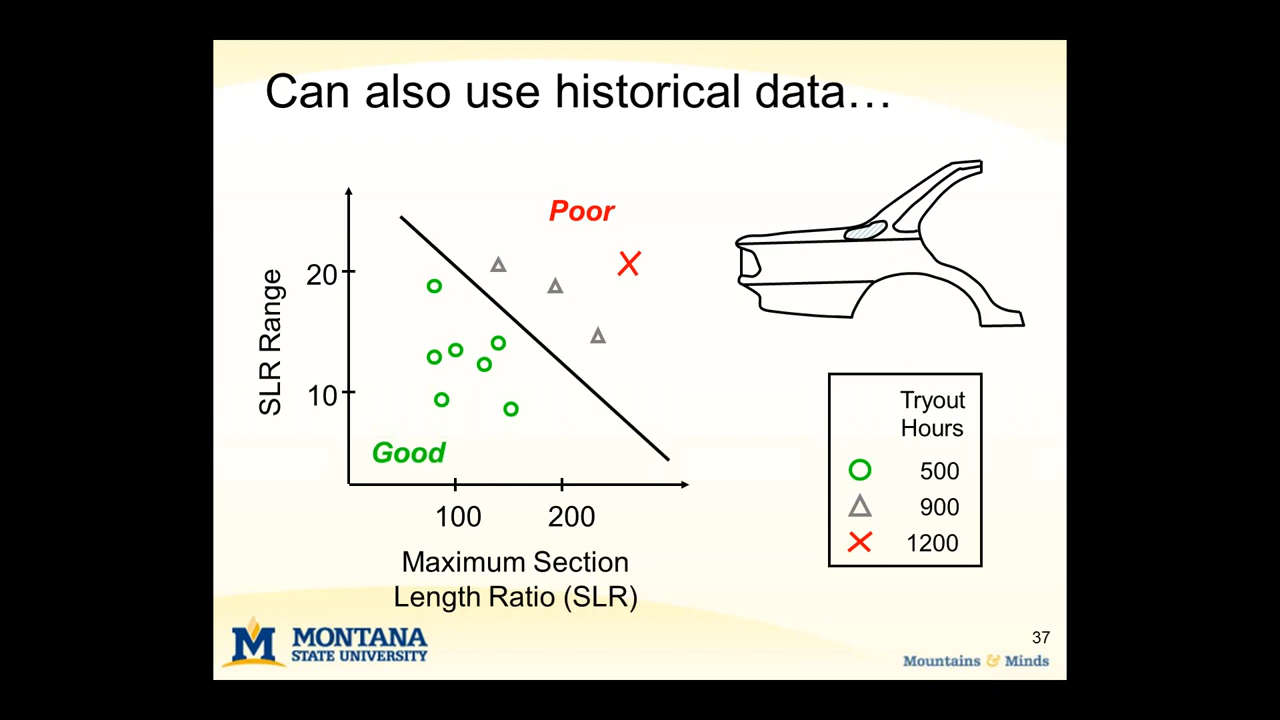 Can also use historical data…
Poor
20
SLR Range
10
Good
100 200
Maximum Section
Length Ratio (SLR)
Tryout
Hours
500
900
1200
M MONTANA
STATE UNIVERSITY
37
Mountains & Minds